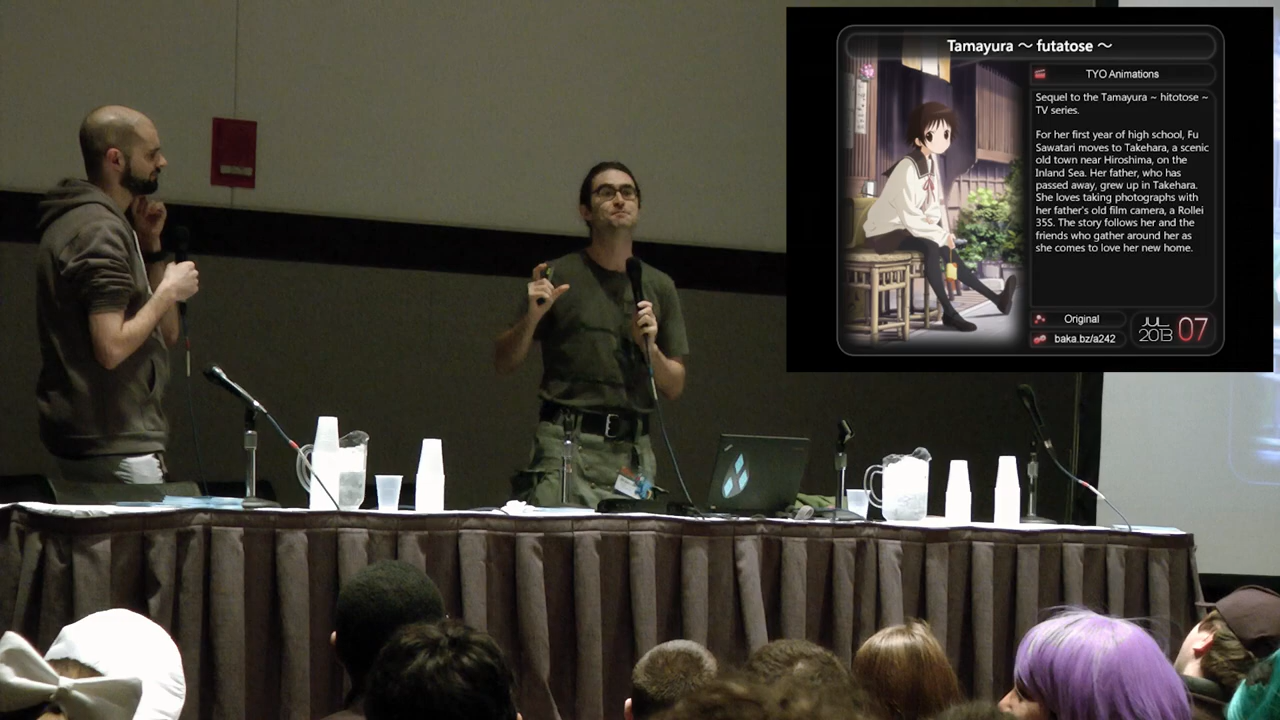 Tamayura ～ futatose ～
TYO Animations
Sequel to the Tamayura ~ hitotose ~
TV series.
For her first year of high school, Fu
Sawatari moves to Takehara, a scenic
old town near Hiroshima, on the
Inland Sea. Her father, who has
passed away, grew up in Takehara.
She loves taking photographs with
her father's old film camera, a Rollei
35S. The story follows her and the
friends who gather around her as
she comes to love her new home.
Original
baka.bz/a242
JUL
2013
07